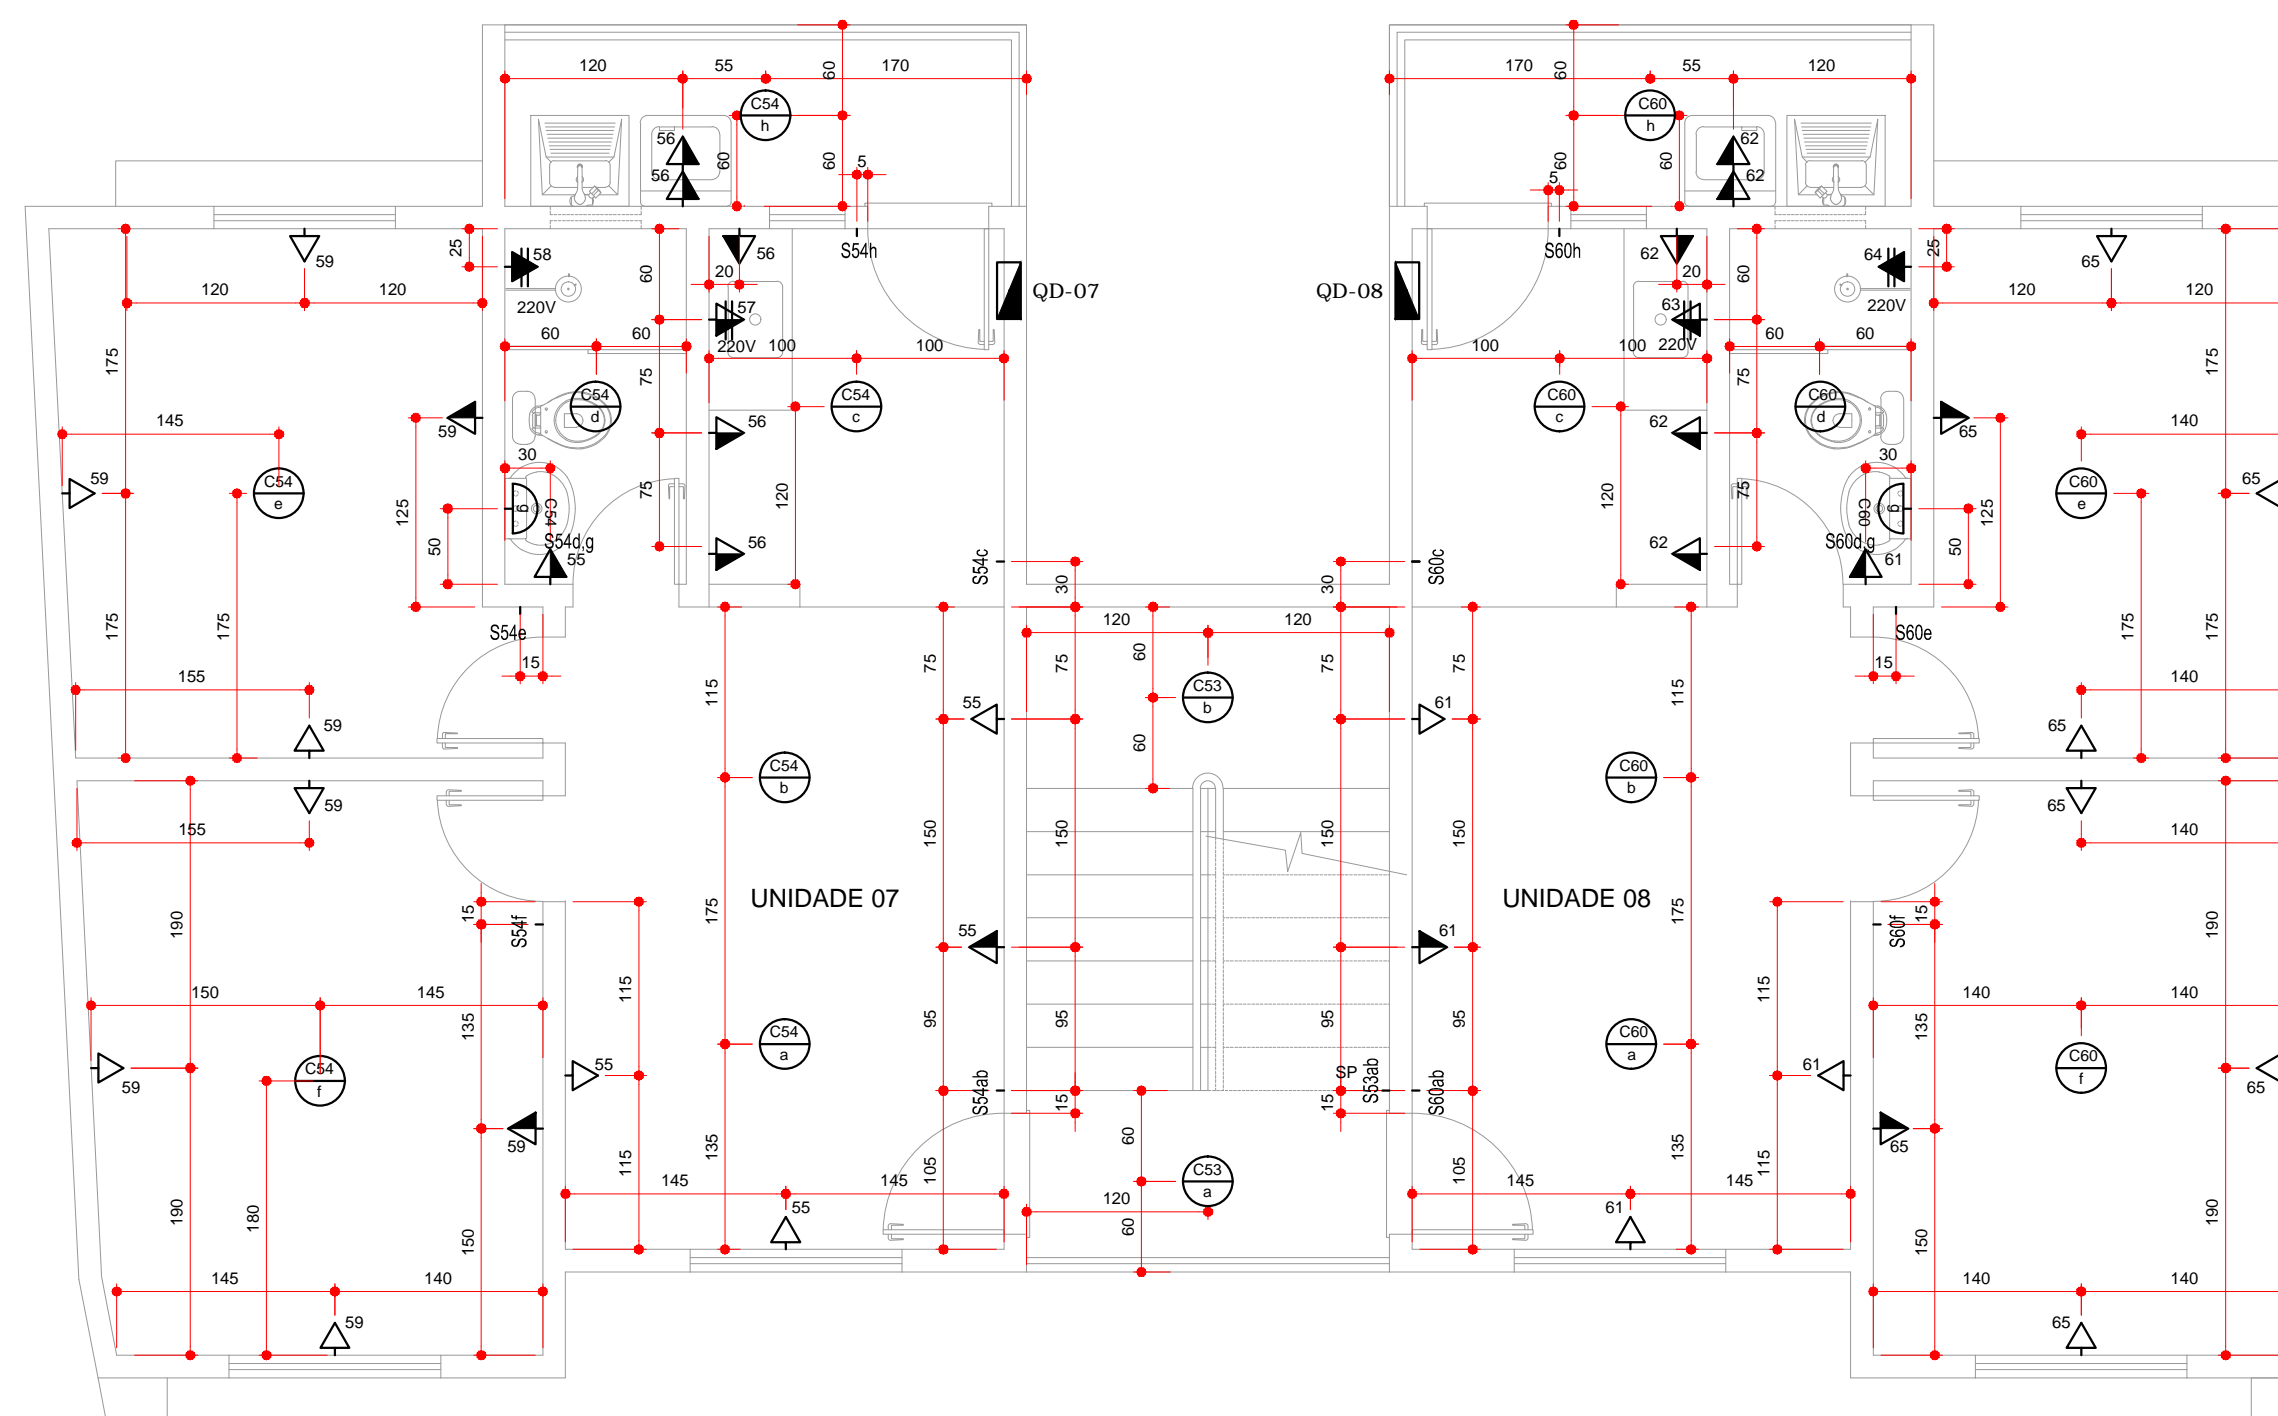 120 55 170 60 170 55 120 60
C54 h
C60 h
56 56 60 60 5
60 60 5 62 62
25 59 58 60 56 S54h
S60h 62 60 64 25 65
120 120 220V 20 57 220V QD-07
QD-08 20 63 220V 220V 120 120
175 60 60 75 100 100
100 100 75 60 60 175
145 59 C54 d C54 c 56
C60 c 62 C60 d 65 140
59 C54 e 125 30 75 120
120 75 30 125 C60 e 65
50 g C54 S54d,g 55 56 S54c 30
30 S60c 62 S60d,g 61 C60 g 50
175 175 S54e 15 155 59
115 75 75 120 120 60 C53 b 60 75 75 115
S60e 15 175 175 140 65
55 61
C54 b
C60 b
59 155 150 150 150 150 65 140
UNIDADE 07
UNIDADE 08
190 15 S54f 175 55 61 175 S60f 15 190
150 145 135 115 95 95 95 95 115 135 140 140
C54 a
C60 a
59 C54 f 55 S54ab 15 SP S53ab 15 S60ab 61 C60 f 65
59 115 135 60 C53 a 135 115 65
190 180 150 145 145 105 120 60 105 145 145 150 190
55 61
145 140 140 140
59 65